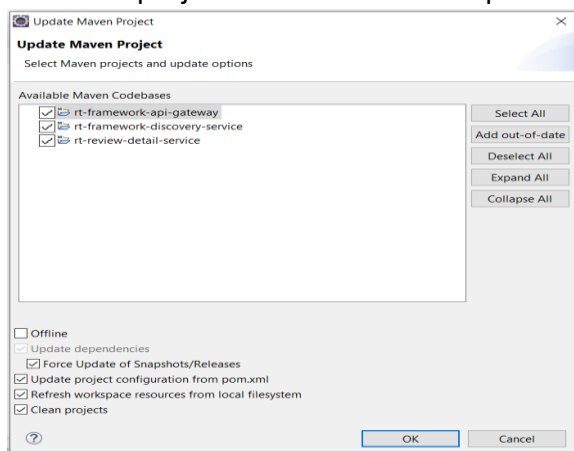 Update Maven Project
Update Maven Project
Select Maven projects and update options
Available Maven Codebases
rt-framework-api-gateway
rt-framework-discovery-service
rt-review-detail-service
Select All
Add out-of-date
Deselect All
Expand All
Collapse All
Offline
Update dependencies
Force Update of Snapshots/Releases
Update project configuration from pom.xml
Refresh workspace resources from local filesystem
Clean projects
OK
Cancel